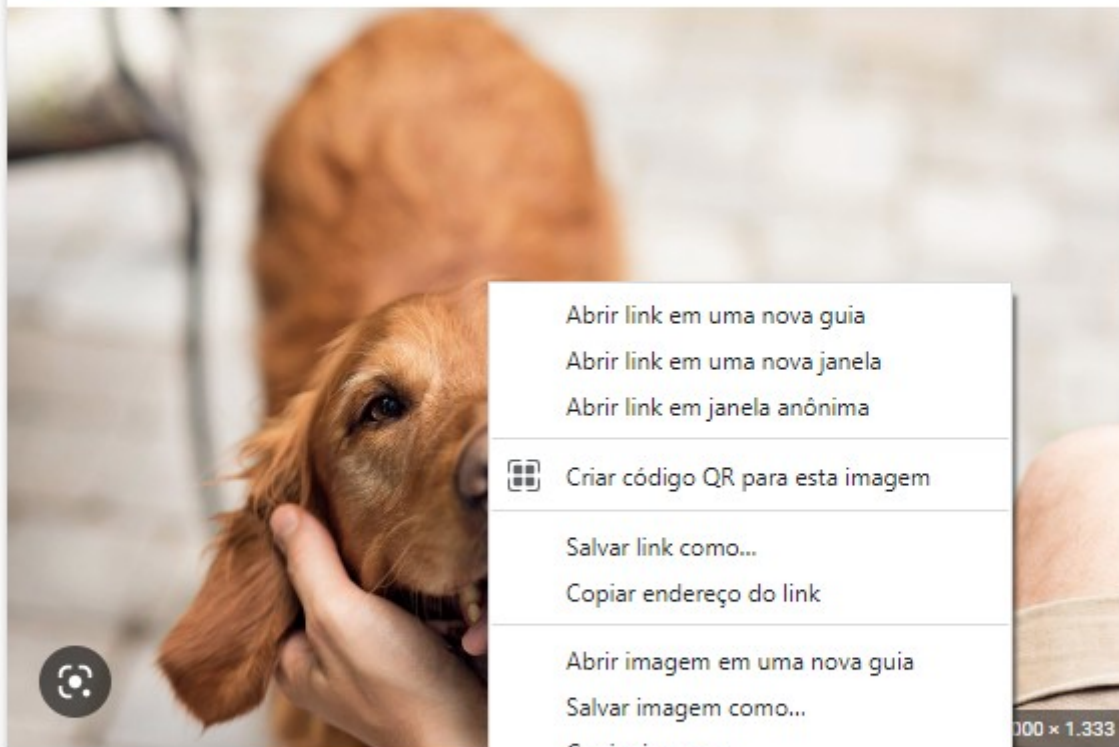 Abrir link em uma nova guia
Abrir link em uma nova janela
Abrir link em janela anônima
Criar código QR para esta imagem
Salvar link como...
Copiar endereço do link
Abrir imagem em uma nova guia
Salvar imagem como...
000 × 1.333